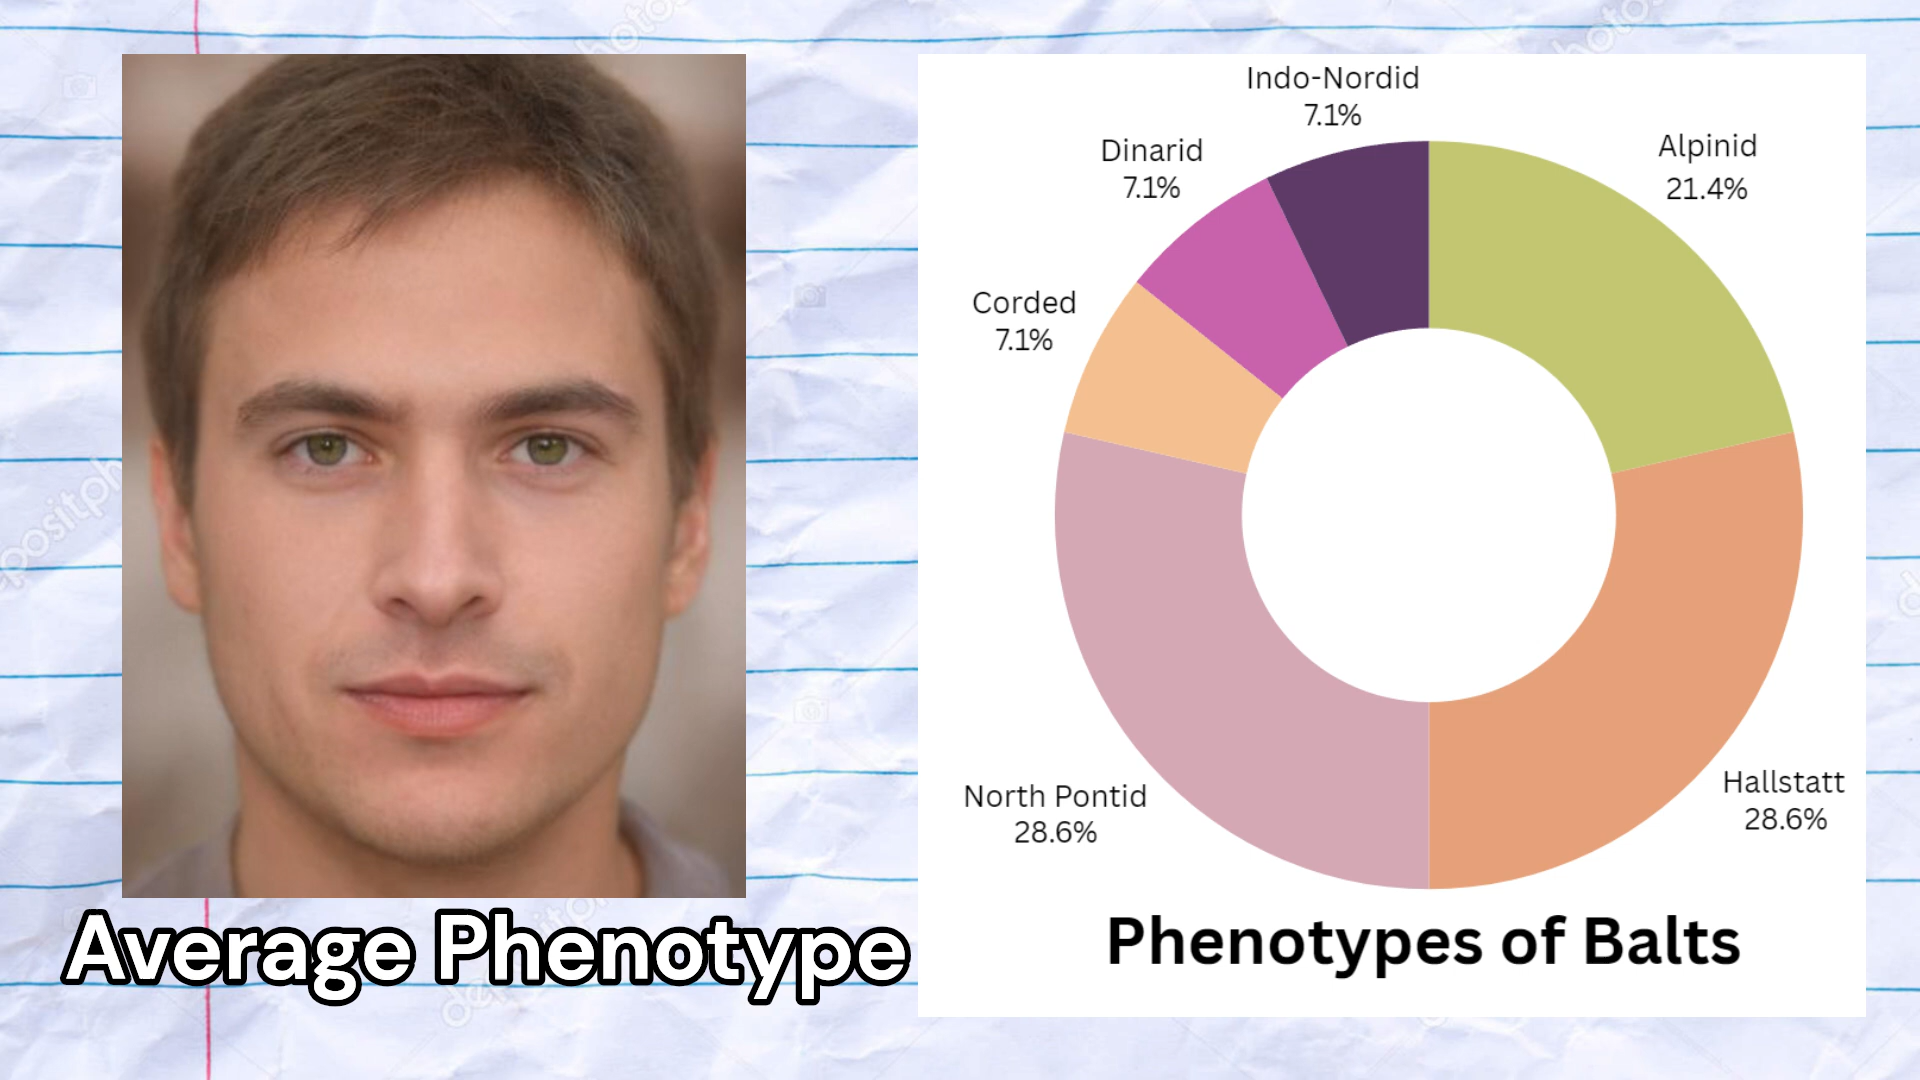 Indo-Nordid
7.1%
Dinarid
7.1%
Alpinid
21.4%
Corded
7.1%
North Pontid
28.6%
Hallstatt
28.6%
Average Phenotype
Phenotypes of Balts